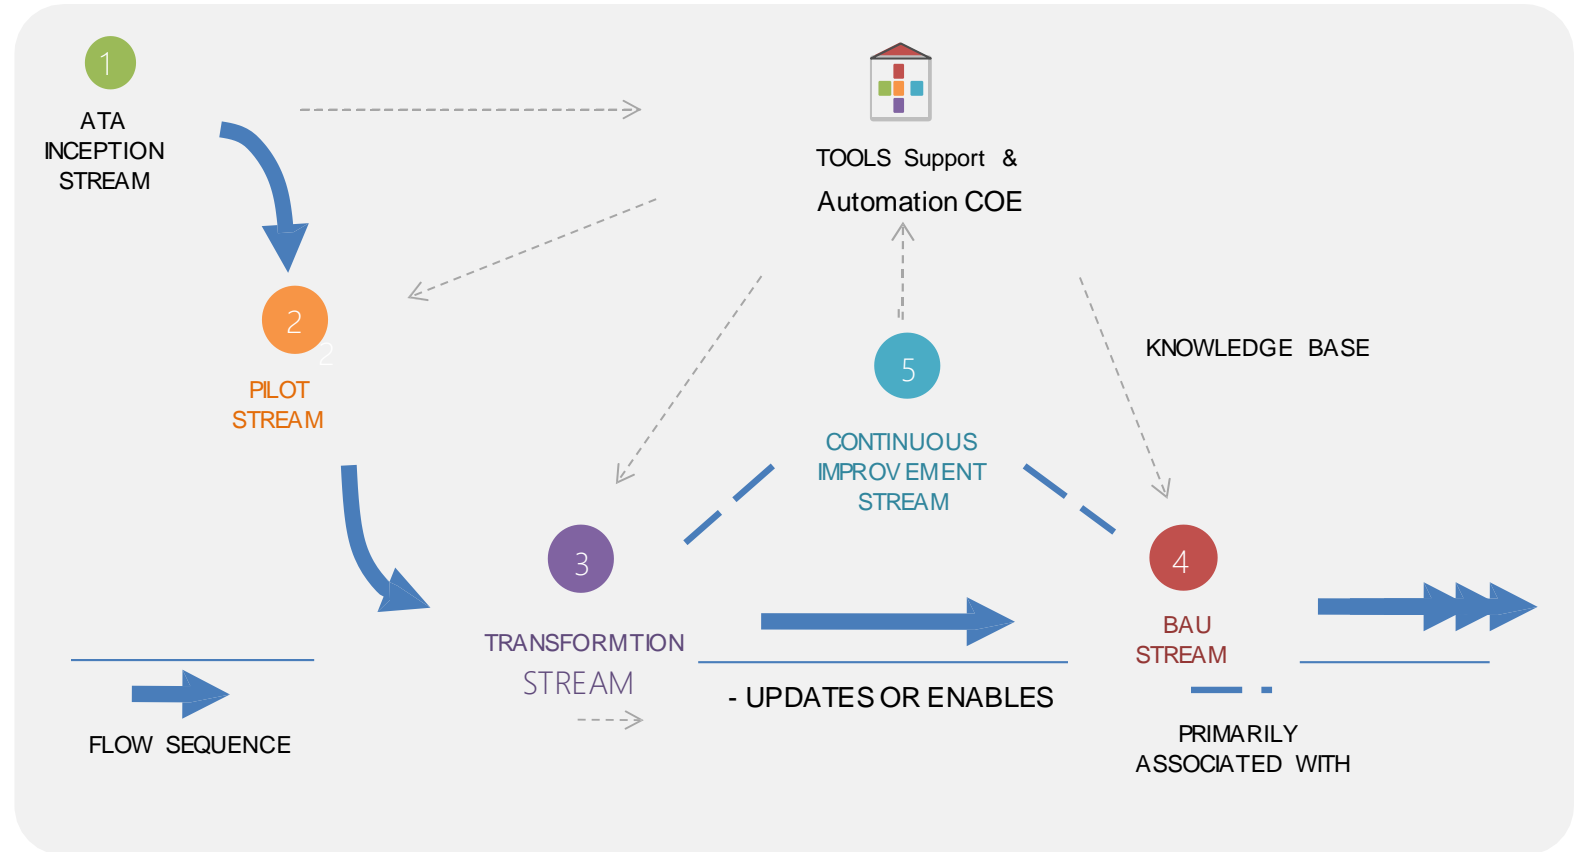 1
ATA
INCEPTION
STREAM
TOOLS Support &
Automation COE
2
2
PILOT
STREAM
5
KNOWLEDGE BASE
CONTINUOUS
IMPROVEMENT
STREAM
3
4
TRANSFORMTION
STREAM
BAU
STREAM
- UPDATES OR ENABLES
FLOW SEQUENCE
PRIMARILY
ASSOCIATED WITH